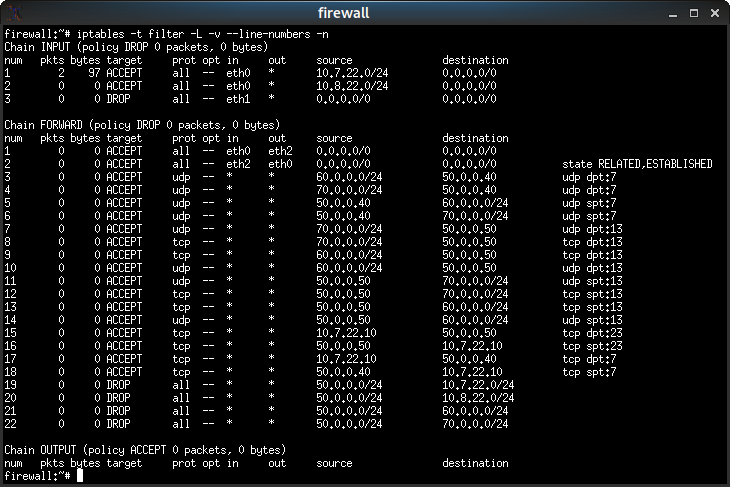 firewall
firewall:~# iptables -t filter -L -v --line-numbers -n
Chain INPUT (policy DROP 0 packets, 0 bytes)
num pkts bytes target prot opt in out source destination
1 2 97 ACCEPT all -- eth0 * 10.7.22.0/24 0.0.0.0/0
2 0 0 ACCEPT all -- eth0 * 10.8.22.0/24 0.0.0.0/0
3 0 0 DROP all -- eth1 * 0.0.0.0/0 0.0.0.0/0
Chain FORWARD (policy DROP 0 packets, 0 bytes)
num pkts bytes target prot opt in out source destination
1 0 0 ACCEPT all -- eth0 eth2 0.0.0.0/0 0.0.0.0/0
2 0 0 ACCEPT all -- eth2 eth0 0.0.0.0/0 0.0.0.0/0 state RELATED,ESTABLISHED
3 0 0 ACCEPT udp -- * * 60.0.0.0/24 50.0.0.40 udp dpt:7
4 0 0 ACCEPT udp -- * * 70.0.0.0/24 50.0.0.40 udp dpt:7
5 0 0 ACCEPT udp -- * * 50.0.0.40 60.0.0.0/24 udp spt:7
6 0 0 ACCEPT udp -- * * 50.0.0.40 70.0.0.0/24 udp spt:7
7 0 0 ACCEPT udp -- * * 70.0.0.0/24 50.0.0.50 udp dpt:13
8 0 0 ACCEPT tcp -- * * 70.0.0.0/24 50.0.0.50 tcp dpt:13
9 0 0 ACCEPT tcp -- * * 60.0.0.0/24 50.0.0.50 tcp dpt:13
10 0 0 ACCEPT udp -- * * 60.0.0.0/24 50.0.0.50 udp dpt:13
11 0 0 ACCEPT udp -- * * 50.0.0.50 70.0.0.0/24 udp spt:13
12 0 0 ACCEPT tcp -- * * 50.0.0.50 70.0.0.0/24 tcp spt:13
13 0 0 ACCEPT tcp -- * * 50.0.0.50 60.0.0.0/24 tcp spt:13
14 0 0 ACCEPT udp -- * * 50.0.0.50 60.0.0.0/24 udp spt:13
15 0 0 ACCEPT tcp -- * * 10.7.22.10 50.0.0.50 tcp dpt:23
16 0 0 ACCEPT tcp -- * * 50.0.0.50 10.7.22.10 tcp spt:23
17 0 0 ACCEPT tcp -- * * 10.7.22.10 50.0.0.40 tcp dpt:7
18 0 0 ACCEPT tcp -- * * 50.0.0.40 10.7.22.10 tcp spt:7
19 0 0 DROP all -- * * 50.0.0.0/24 10.7.22.0/24
20 0 0 DROP all -- * * 50.0.0.0/24 10.8.22.0/24
21 0 0 DROP all -- * * 50.0.0.0/24 60.0.0.0/24
22 0 0 DROP all -- * * 50.0.0.0/24 70.0.0.0/24
Chain OUTPUT (policy ACCEPT 0 packets, 0 bytes)
num pkts bytes target prot opt in out source destination
firewall:~#